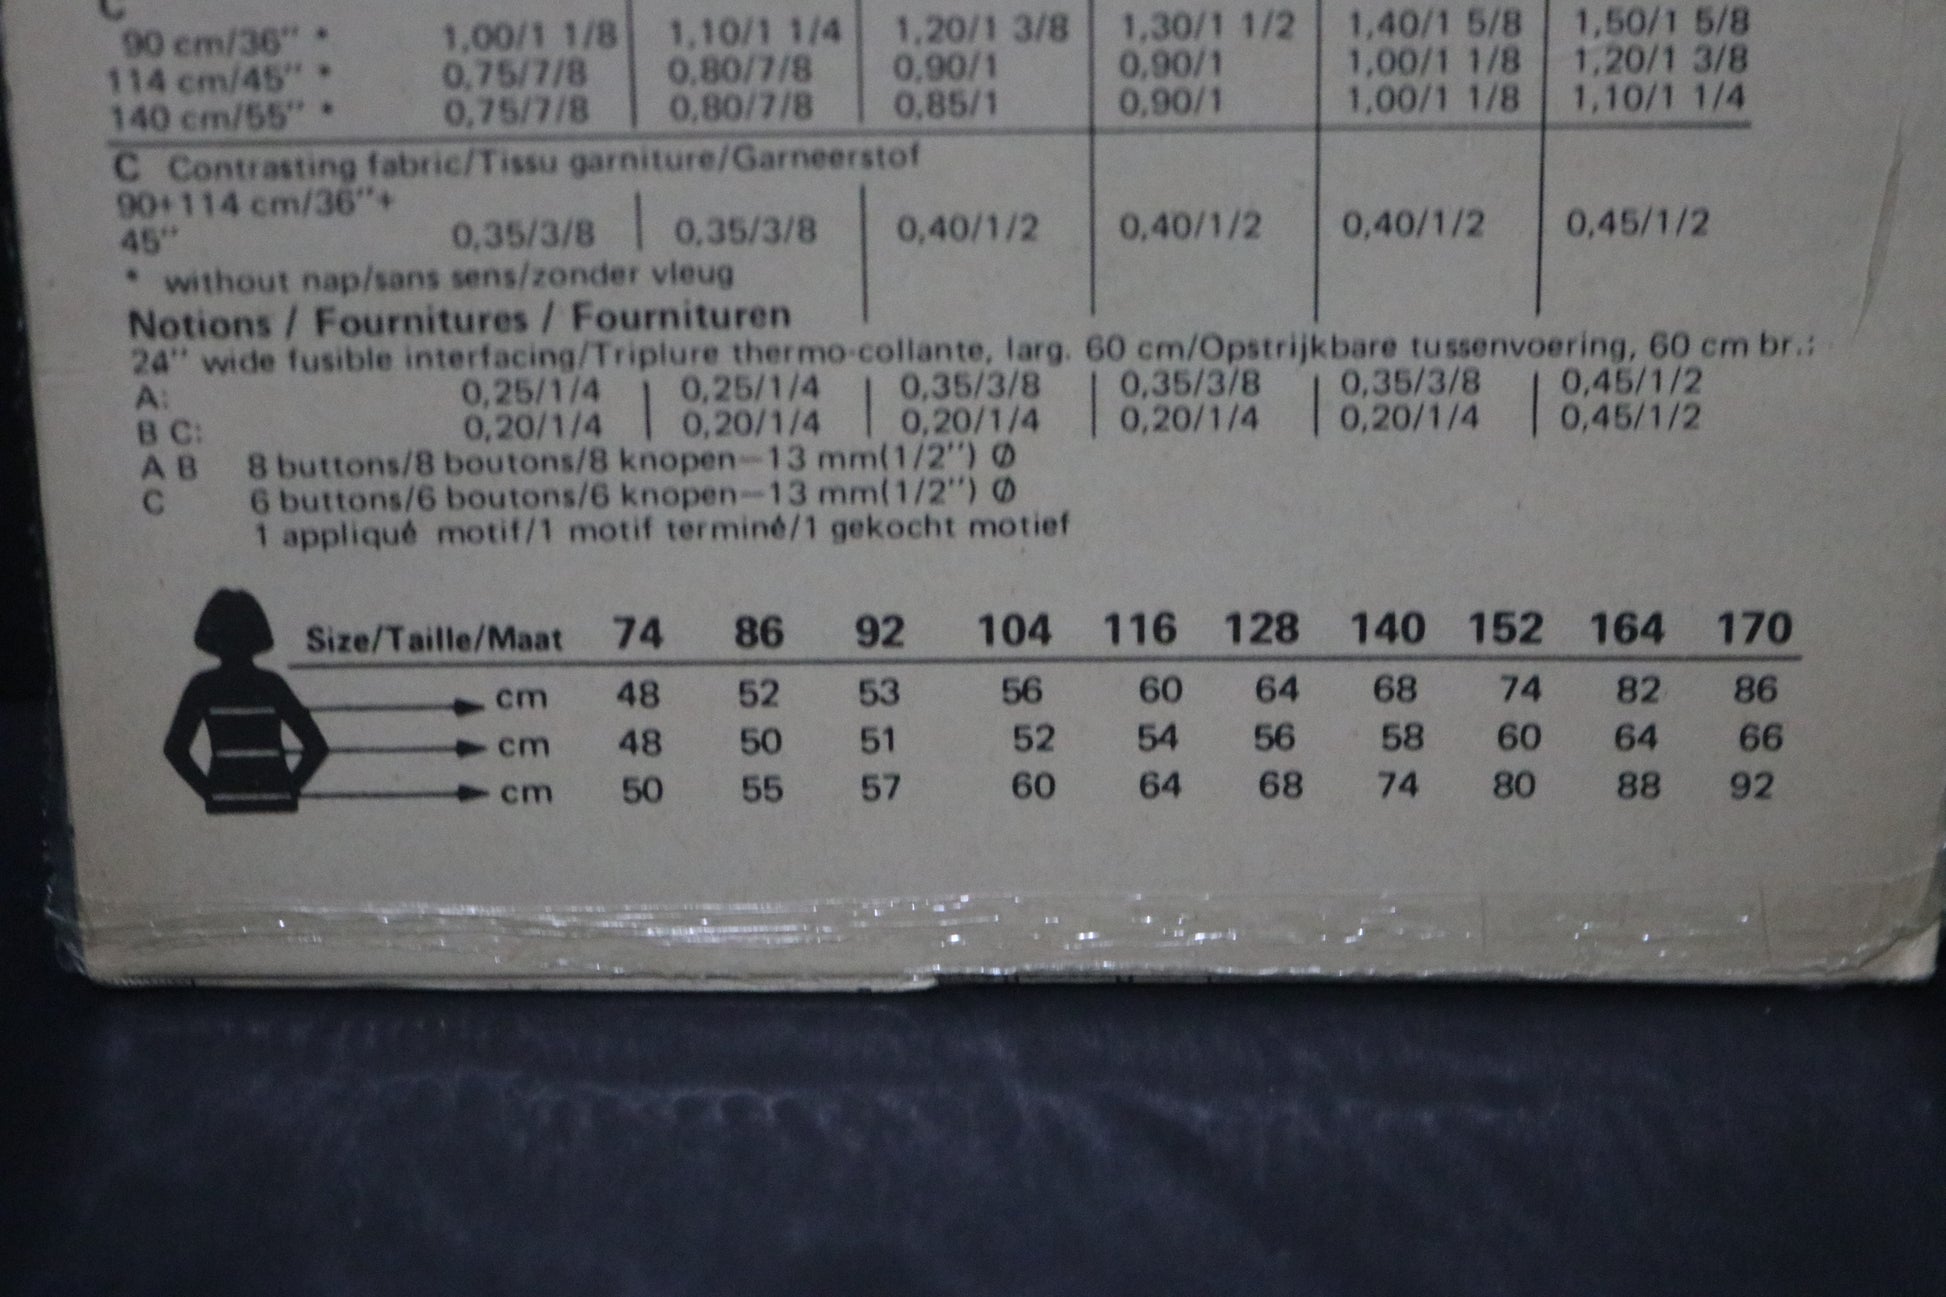 C
90 cm/36" * 1,00/1 1/8 1,10/1 1/4 1,20/1 3/8 1,30/1 1/2 1,40/1 5/8 1,50/1 5/8
114 cm/45" * 0,75/7/8 0,80/7/8 0,90/1 0,90/1 1,00/1 1/8 1,20/1 3/8
140 cm/55" * 0,75/7/8 0,80/7/8 0,85/1 0,90/1 1,00/1 1/8 1,10/1 1/4
C Contrasting fabric/Tissu garniture/Garneerstof
90+114 cm/36"+
45" 0,35/3/8 0,35/3/8 0,40/1/2 0,40/1/2 0,40/1/2 0,45/1/2
* without nap/sans sens/zonder vleug
Notions / Fournitures / Fournituren
24" wide fusible interfacing/Triplure thermo-collante, larg. 60 cm/Opstrijkbare tussenvoering, 60 cm br.:
A: 0,25/1/4 0,25/1/4 0,35/3/8 0,35/3/8 0,35/3/8 0,45/1/2
B C: 0,20/1/4 0,20/1/4 0,20/1/4 0,20/1/4 0,20/1/4 0,45/1/2
A B 8 buttons/8 boutons/8 knopen—13 mm(1/2") Ø
C 6 buttons/6 boutons/6 knopen—13 mm(1/2") Ø
1 appliqué motif/1 motif terminé/1 gekocht motief
Size/Taille/Maat 74 86 92 104 116 128 140 152 164 170
cm 48 52 53 56 60 64 68 74 82 86
cm 48 50 51 52 54 56 58 60 64 66
cm 50 55 57 60 64 68 74 80 88 92